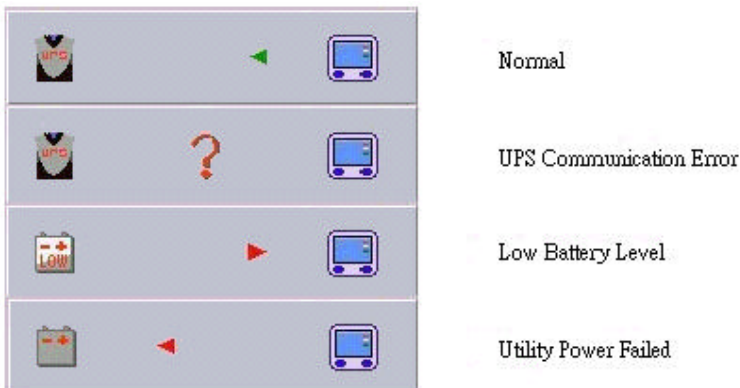 UPS
Normal
UPS
UPS Communication Error
- +
LOW
Low Battery Level
- +
Utility Power Failed